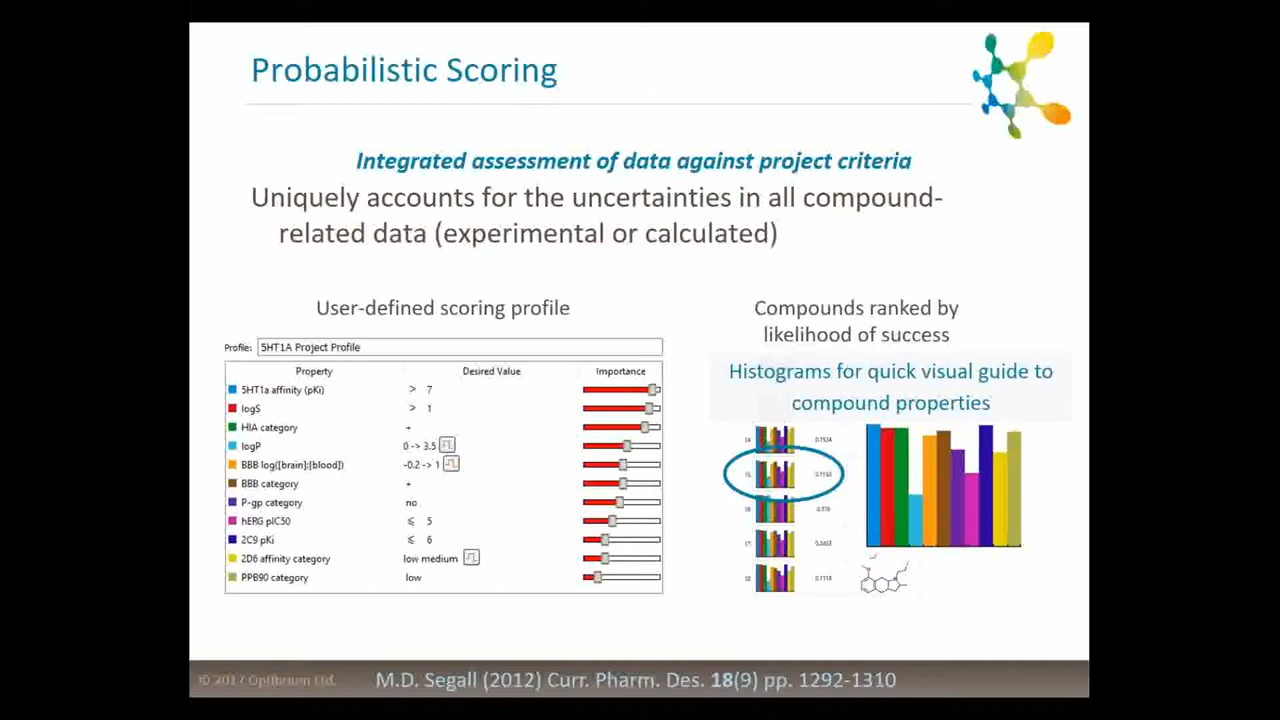 Probabilistic Scoring
Integrated assessment of data against project criteria
Uniquely accounts for the uncertainties in all compound-
related data (experimental or calculated)
User-defined scoring profile
Profile: 5HT1A Project Profile
Property Desired Value Importance
5HT1a affinity (pKi) > 7
logS > 1
HIA category +
logP 0 -> 3.5
BBB log([brain]:[blood]) -0.2 -> 1
BBB category +
P-gp category no
hERG pIC50 ≤ 5
2C9 pKi ≤ 6
2D6 affinity category low medium
PPB90 category low
Compounds ranked by
likelihood of success
Histograms for quick visual guide to
compound properties
© 2017 Optibrium Ltd.
M.D. Segall (2012) Curr. Pharm. Des. 18(9) pp. 1292-1310